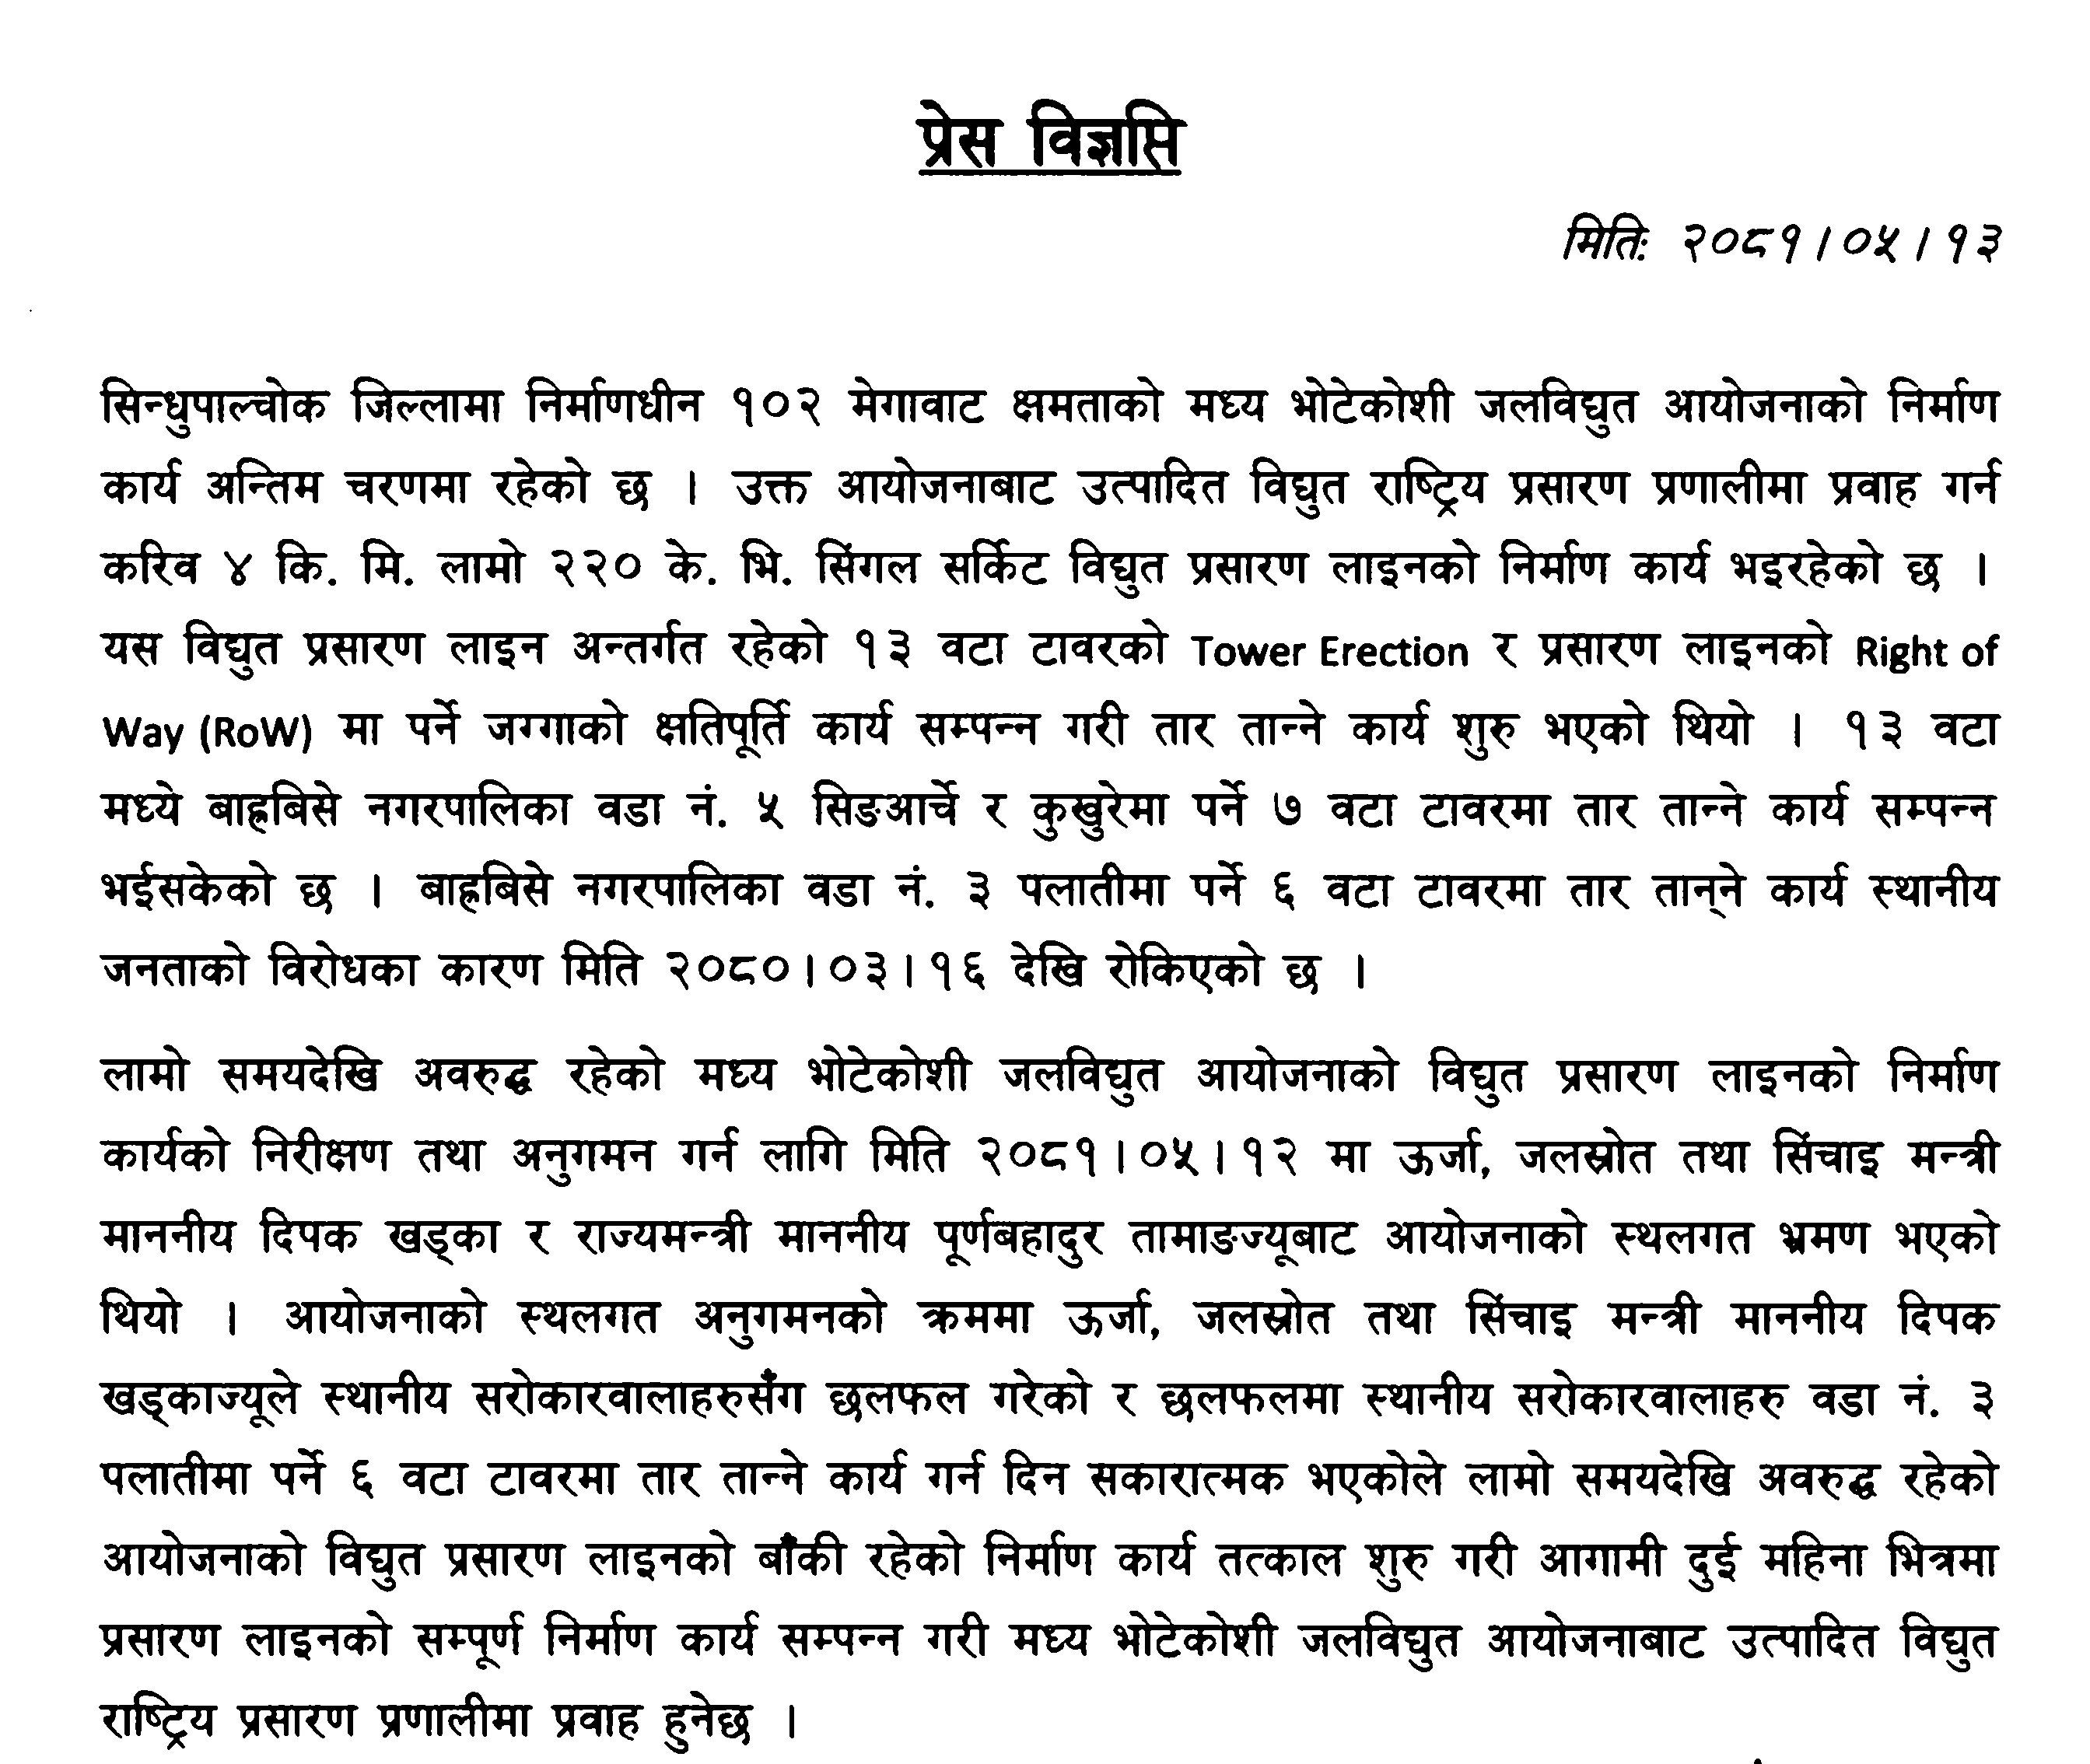 प्रेस विज्ञप्ति
मितिः २०८१।०५।१३
सिन्धुपाल्चोक जिल्लामा निर्माणधीन १०२ मेगावाट क्षमताको मध्य भोटेकोशी जलविद्युत आयोजनाको निर्माण
कार्य अन्तिम चरणमा रहेको छ । उक्त आयोजनाबाट उत्पादित विद्युत राष्ट्रिय प्रसारण प्रणालीमा प्रवाह गर्न
करिव ४ कि. मि. लामो २२० के. भि. सिंगल सर्किट विद्युत प्रसारण लाइनको निर्माण कार्य भइरहेको छ ।
यस विद्युत प्रसारण लाइन अन्तर्गत रहेको १३ वटा टावरको Tower Erection र प्रसारण लाइनको Right of
Way (RoW) मा पर्ने जग्गाको क्षतिपूर्ति कार्य सम्पन्न गरी तार तान्ने कार्य शुरु भएको थियो । १३ वटा
मध्ये बाह्रबिसे नगरपालिका वडा नं. ५ सिङआर्चे र कुखुरेमा पर्ने ७ वटा टावरमा तार तान्ने कार्य सम्पन्न
भईसकेको छ । बाह्रबिसे नगरपालिका वडा नं. ३ पलातीमा पर्ने ६ वटा टावरमा तार तान्‌ने कार्य स्थानीय
जनताको विरोधका कारण मिति २०८०।०३।१६ देखि रोकिएको छ ।
लामो समयदेखि अवरुद्ध रहेको मध्य भोटेकोशी जलविद्युत आयोजनाको विद्युत प्रसारण लाइनको निर्माण
कार्यको निरीक्षण तथा अनुगमन गर्न लागि मिति २०८१।०५।१२ मा ऊर्जा, जलस्रोत तथा सिंचाइ मन्त्री
माननीय दिपक खड्का र राज्यमन्त्री माननीय पूर्णबहादुर तामाङज्यूबाट आयोजनाको स्थलगत भ्रमण भएको
थियो । आयोजनाको स्थलगत अनुगमनको क्रममा ऊर्जा, जलस्रोत तथा सिंचाइ मन्त्री माननीय दिपक
खड्काज्यूले स्थानीय सरोकारवालाहरुसँग छलफल गरेको र छलफलमा स्थानीय सरोकारवालाहरु वडा नं. ३
पलातीमा पर्ने ६ वटा टावरमा तार तान्ने कार्य गर्न दिन सकारात्मक भएकोले लामो समयदेखि अवरुद्ध रहेको
आयोजनाको विद्युत प्रसारण लाइनको बाँकी रहेको निर्माण कार्य तत्काल शुरु गरी आगामी दुई महिना भित्रमा
प्रसारण लाइनको सम्पूर्ण निर्माण कार्य सम्पन्न गरी मध्य भोटेकोशी जलविद्युत आयोजनाबाट उत्पादित विद्युत
राष्ट्रिय प्रसारण प्रणालीमा प्रवाह हुनेछ ।